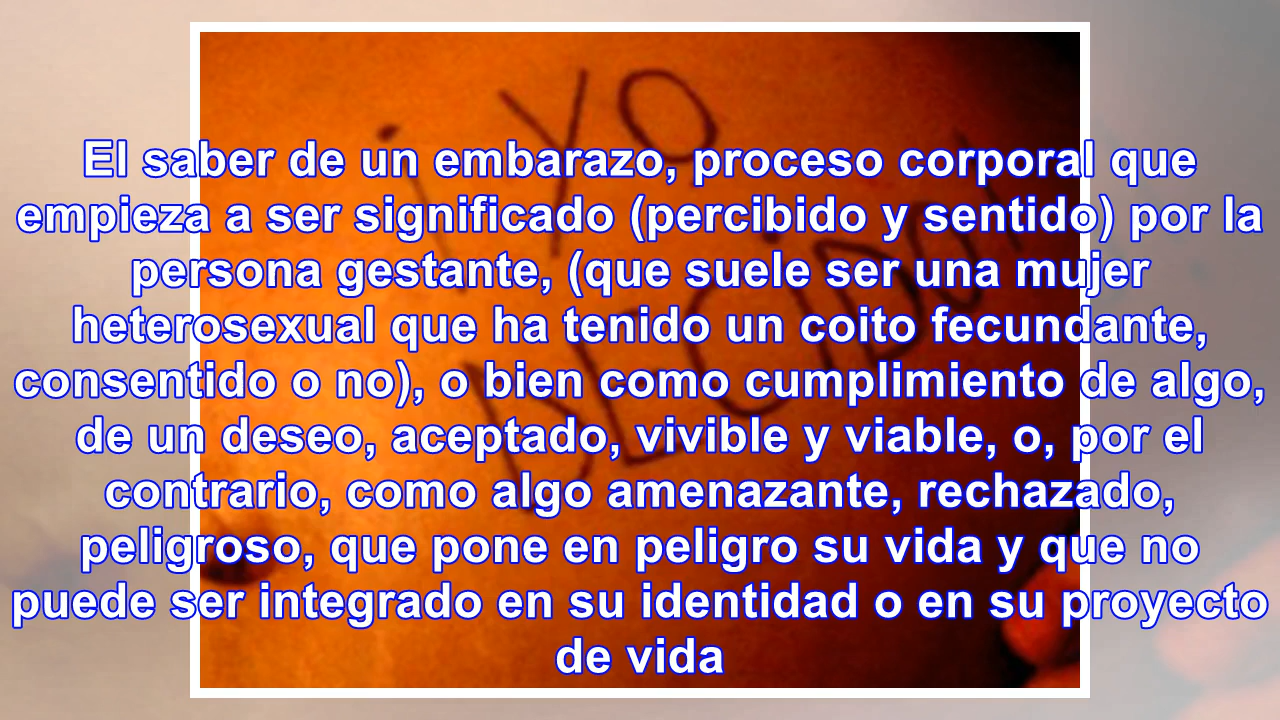 ¡YO
DECIDO!
El saber de un embarazo, proceso corporal que
empieza a ser significado (percibido y sentido) por la
persona gestante, (que suele ser una mujer
heterosexual que ha tenido un coito fecundante,
consentido o no), o bien como cumplimiento de algo,
de un deseo, aceptado, vivible y viable, o, por el
contrario, como algo amenazante, rechazado,
peligroso, que pone en peligro su vida y que no
puede ser integrado en su identidad o en su proyecto
de vida